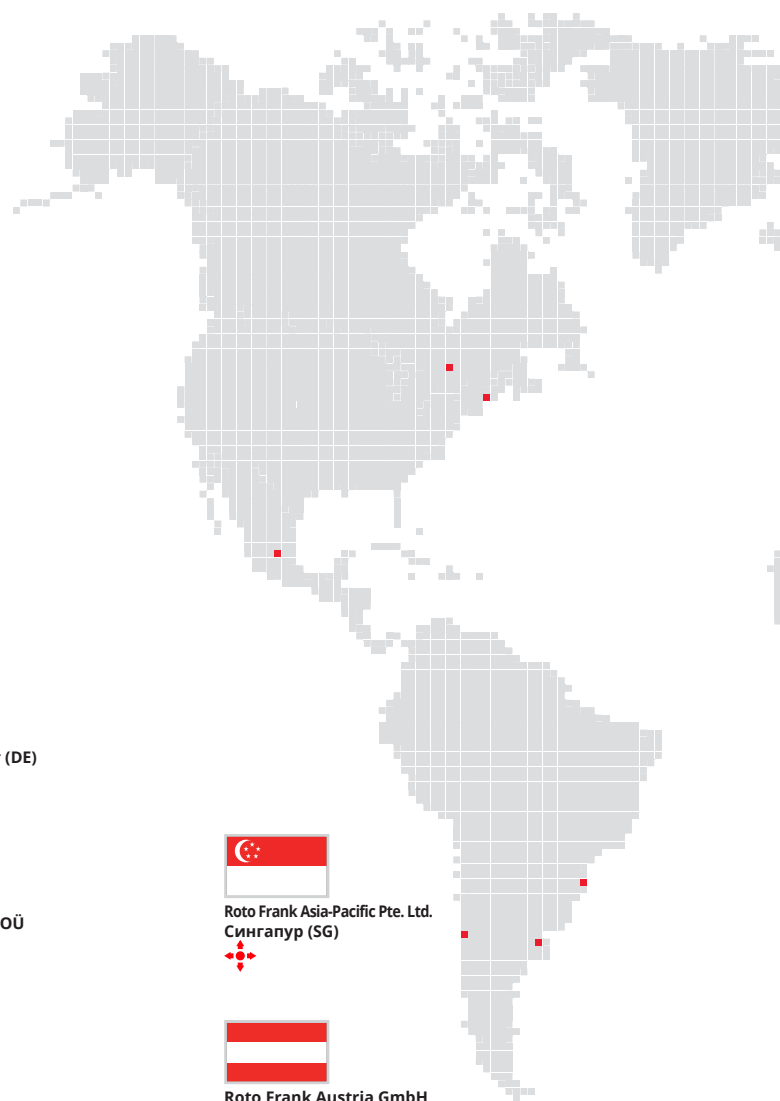 (DE)
OÜ
Roto Frank Asia-Pacific Pte. Ltd.
Сингапур (SG)
Roto Frank Austria GmbH